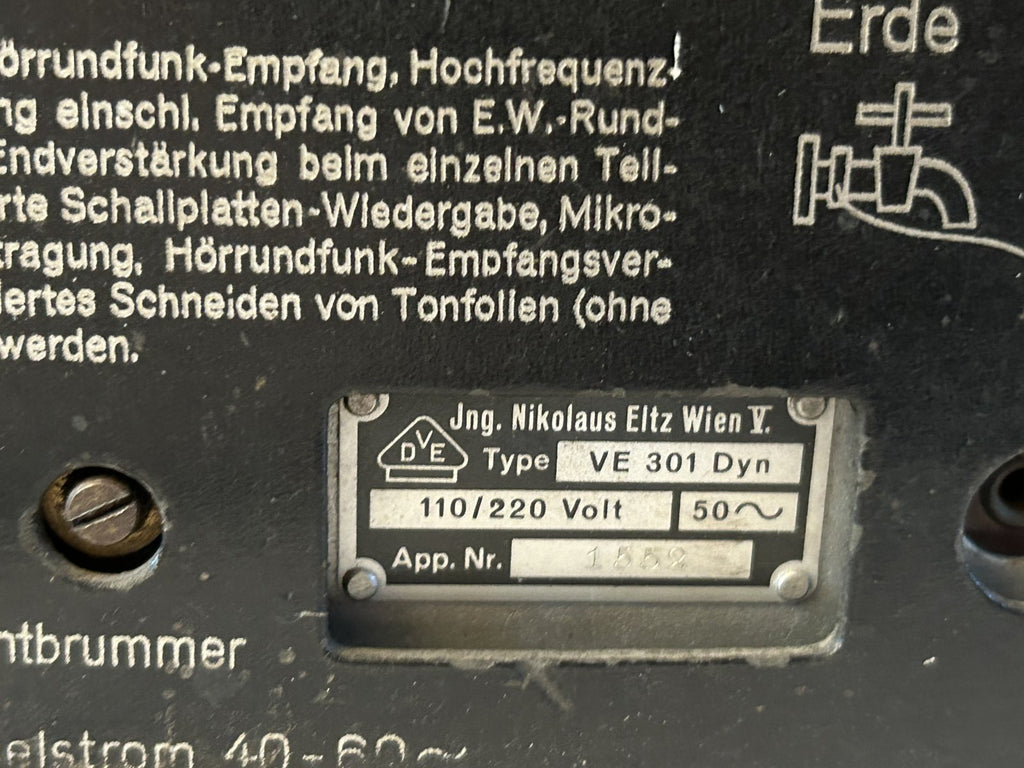 Erde
örrundfunk-Empfang, Hochfrequenz-
ng einschl. Empfang von E.W.-Rund-
Endverstärkung beim einzelnen Teil-
rte Schallplatten-Wiedergabe, Mikro-
tragung, Hörrundfunk-Empfangsver-
lertes Schneiden von Tonfolien (ohne
werden.
DVE
Jng. Nikolaus Eltz Wien V.
Type VE 301 Dyn
110/220 Volt 50~
App. Nr. 1552
ntbrummer
elstrom 40-60~